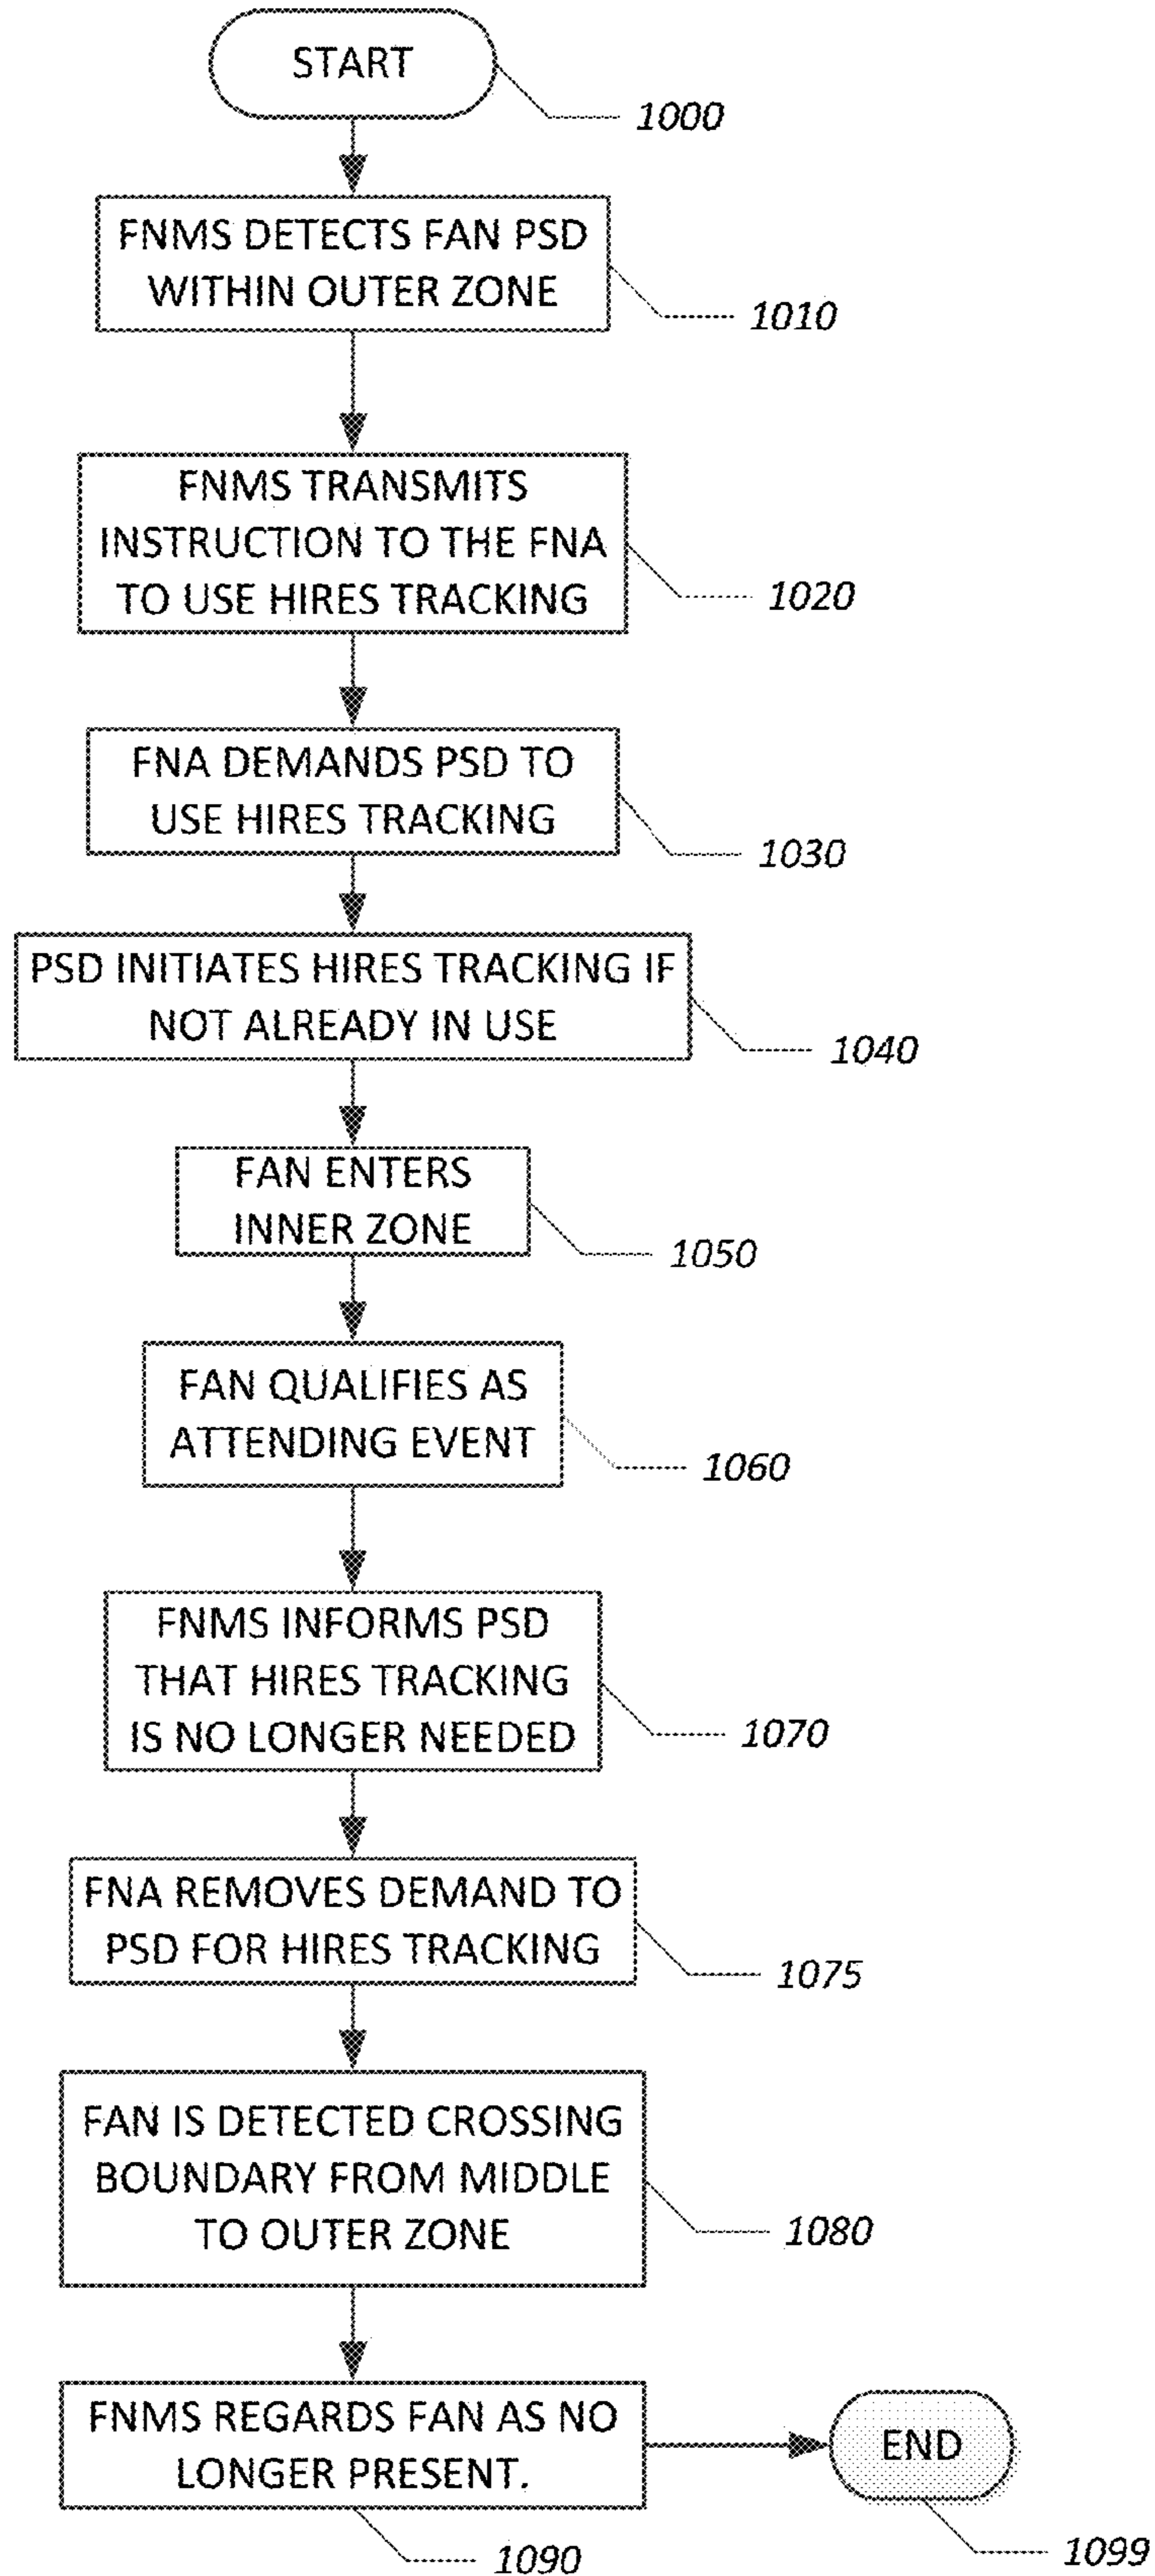 START
1000
FNMS DETECTS FAN PSD
WITHIN OUTER ZONE
1010
FNMS TRANSMITS
INSTRUCTION TO THE FNA
TO USE HIRES TRACKING
1020
FNA DEMANDS PSD TO
USE HIRES TRACKING
1030
PSD INITIATES HIRES TRACKING IF
NOT ALREADY IN USE
1040
FAN ENTERS
INNER ZONE
1050
FAN QUALIFIES AS
ATTENDING EVENT
1060
FNMS INFORMS PSD
THAT HIRES TRACKING
IS NO LONGER NEEDED
1070
FNA REMOVES DEMAND TO
PSD FOR HIRES TRACKING
1075
FAN IS DETECTED CROSSING
BOUNDARY FROM MIDDLE
TO OUTER ZONE
1080
FNMS REGARDS FAN AS NO
LONGER PRESENT.
1090
END
1099